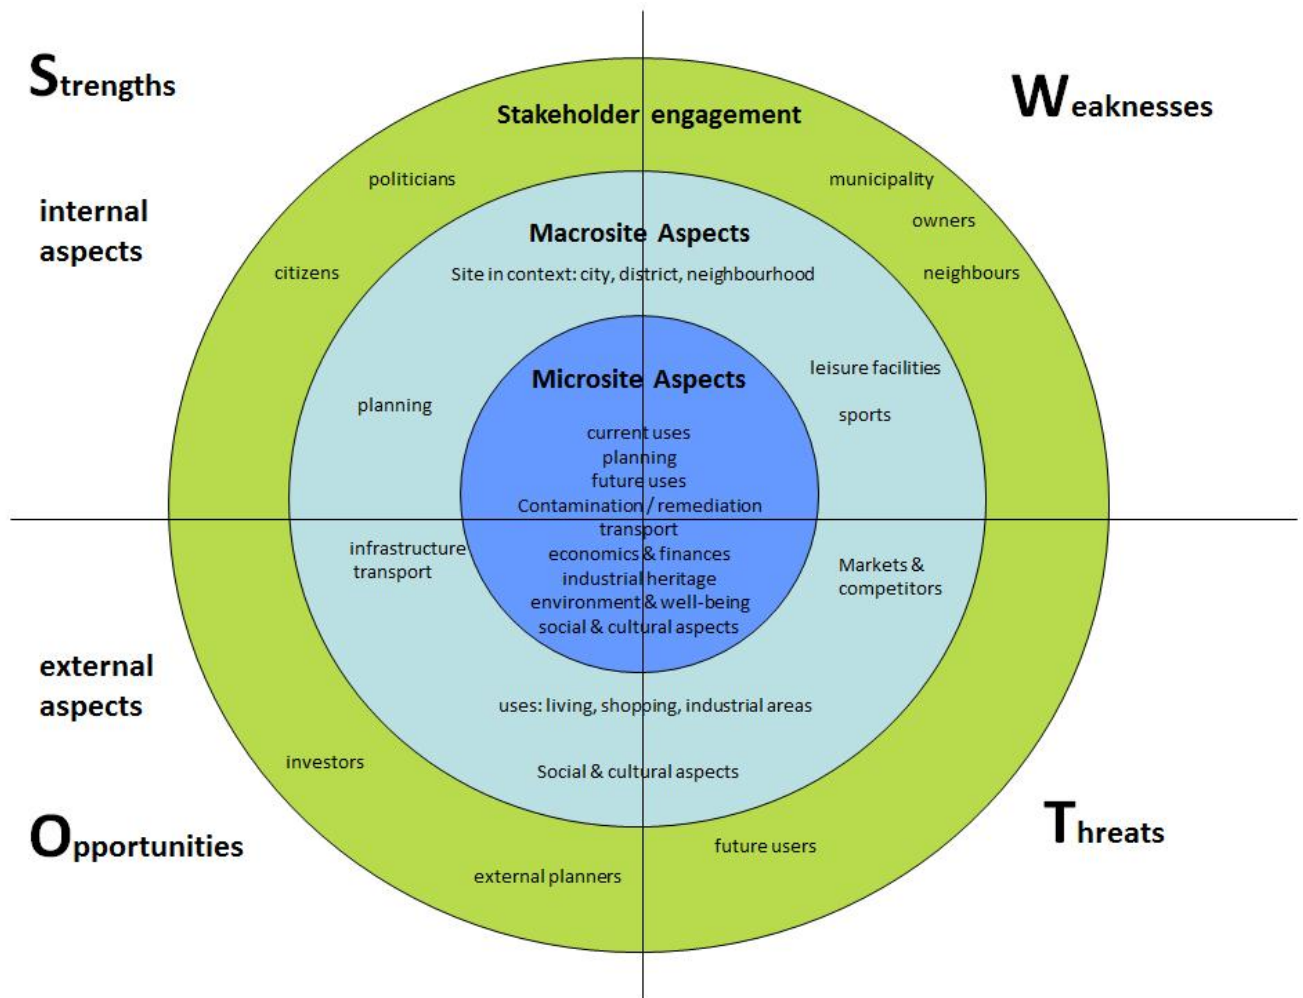 Strengths
Weaknesses
Stakeholder engagement
politicians
municipality
internal
aspects
owners
Macrosite Aspects
citizens
Site in context: city, district, neighbourhood
neighbours
leisure facilities
Microsite Aspects
planning
sports
current uses
planning
future uses
Contamination / remediation
transport
economics & finances
industrial heritage
environment & well-being
social & cultural aspects
infrastructure
transport
Markets &
competitors
external
aspects
uses: living, shopping, industrial areas
investors
Social & cultural aspects
Opportunities
Threats
future users
external planners